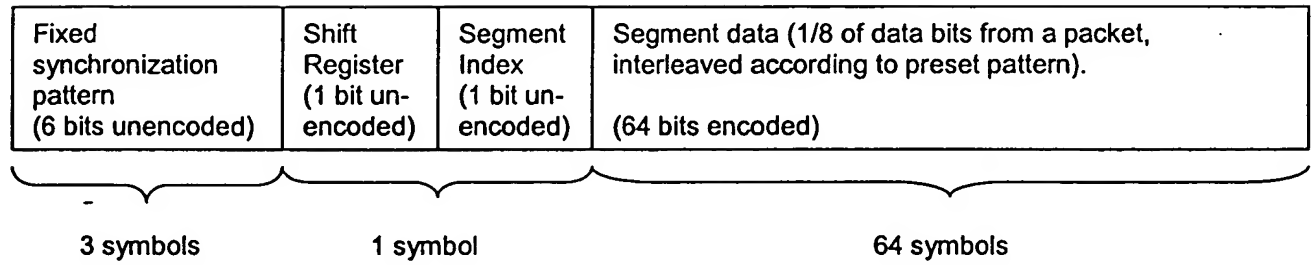 Fixed
synchronization
pattern
(6 bits unencoded)
Shift
Register
(1 bit un-
encoded)
Segment
Index
(1 bit un-
encoded)
Segment data (1/8 of data bits from a packet,
interleaved according to preset pattern).
(64 bits encoded)
3 symbols
1 symbol
64 symbols